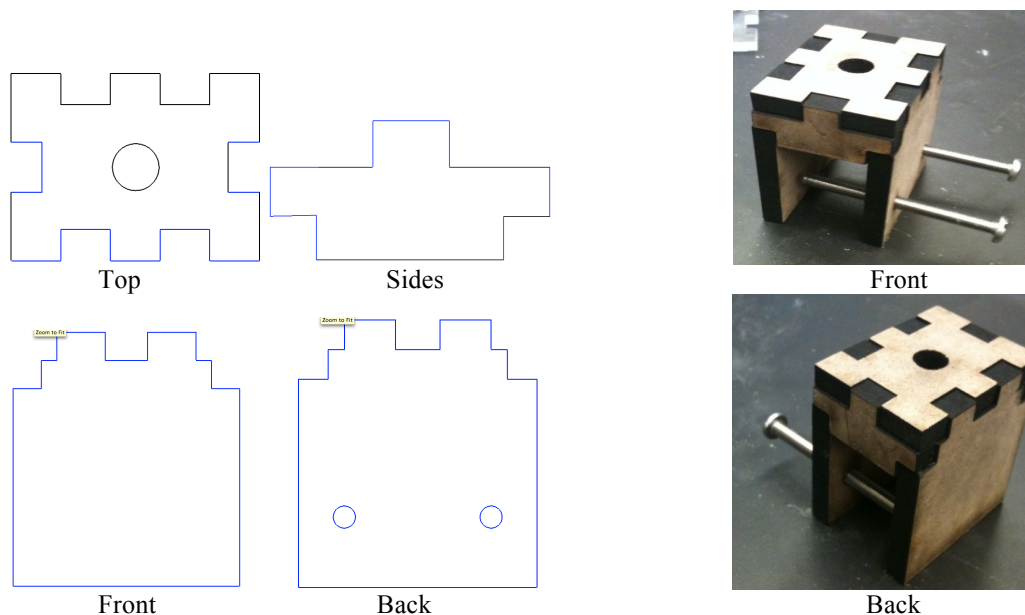 Top
Sides
Front
Zoom to Fit
Zoom to Fit
Front
Back
Back